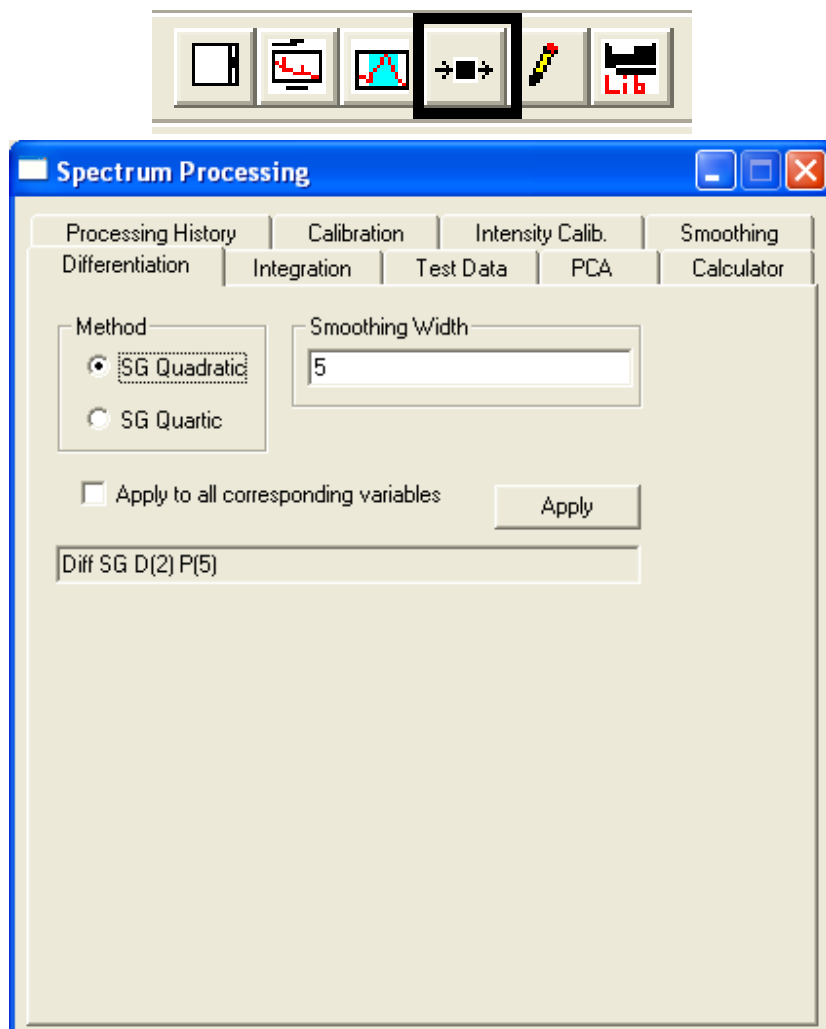 Lib
Spectrum Processing
Processing History Calibration Intensity Calib. Smoothing
Differentiation Integration Test Data PCA Calculator
Method Smoothing Width
SG Quadratic 5
SG Quartic
Apply to all corresponding variables Apply
Diff SG D(2) P(5)